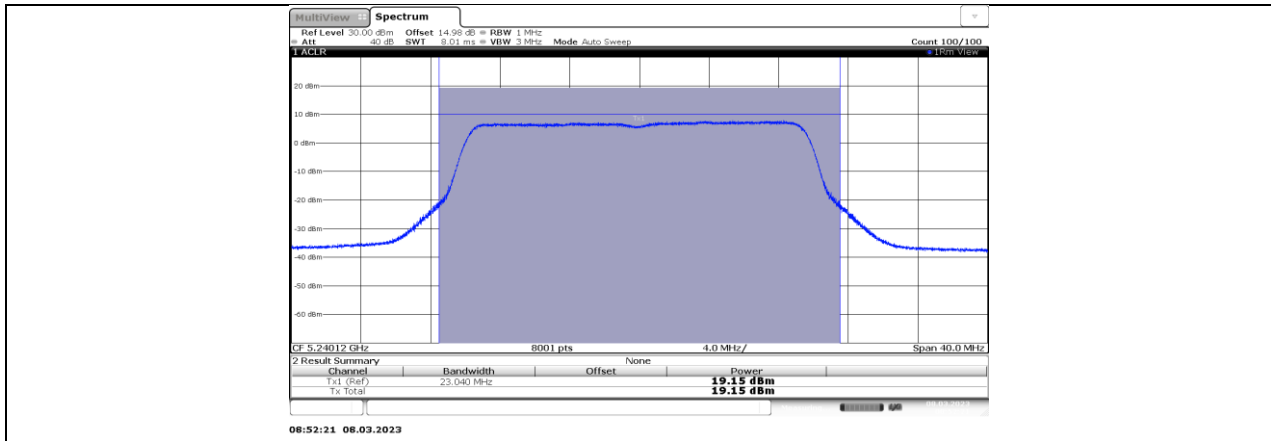 MultiView Spectrum
Ref Level 30.00 dBm Offset 14.98 dB RBW 1 MHz
Att 40 dB SWT 8.01 ms VBW 3 MHz Mode Auto Sweep Count 100/100
1 ACLR 1Rm View
20 dBm
Tx1
10 dBm
0 dBm
-10 dBm
-20 dBm
-30 dBm
-40 dBm
-50 dBm
-60 dBm
CF 5.24012 GHz 8001 pts 4.0 MHz/ Span 40.0 MHz
2 Result Summary None
Channel Bandwidth Offset Power
Tx1 (Ref) 23.040 MHz 19.15 dBm
Tx Total 19.15 dBm
08.03.2023
08:52:21 08.03.2023